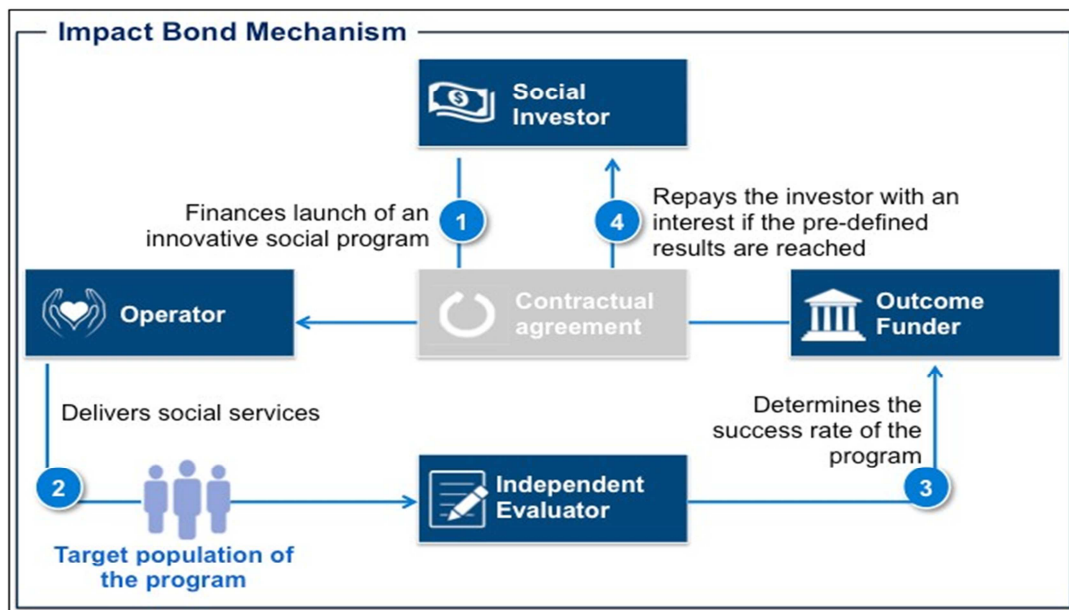 Impact Bond Mechanism
Social
Investor
Finances launch of an
innovative social program
1
4
Repays the investor with an
interest if the pre-defined
results are reached
Operator
Contractual
agreement
Outcome
Funder
Delivers social services
Determines the
success rate of the
program
2
Independent
Evaluator
3
Target population of
the program